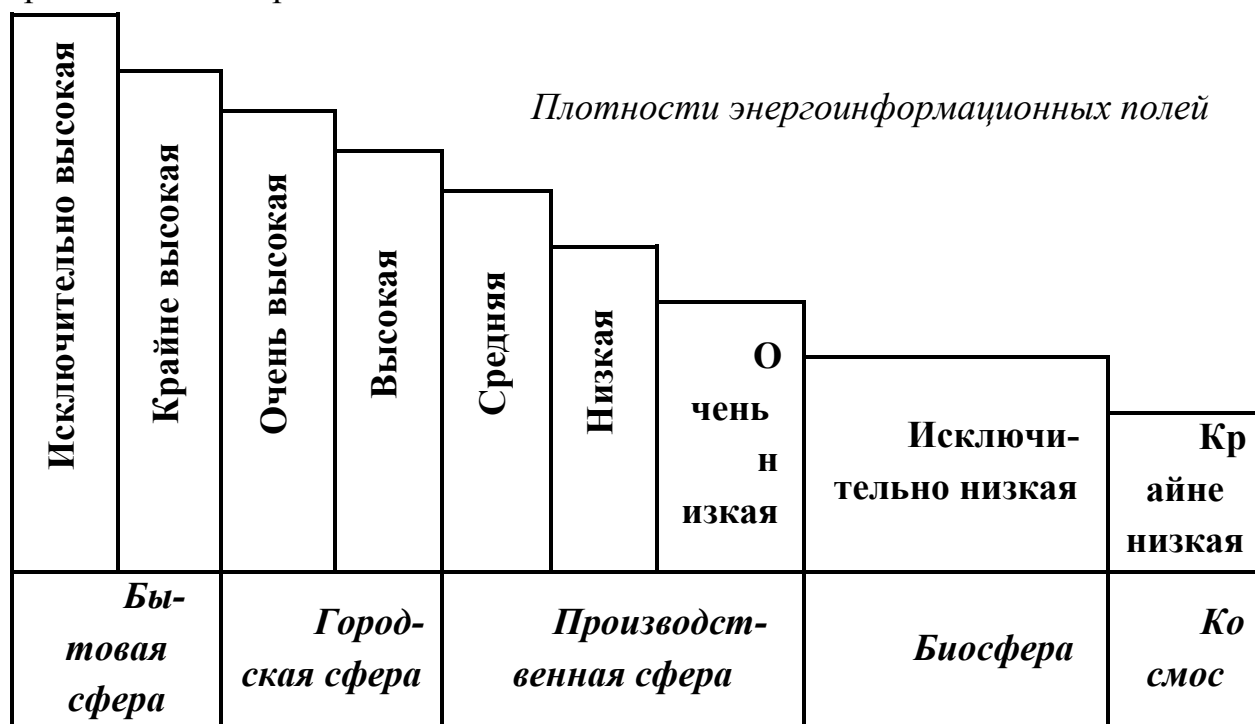 Плотности энергоинформационных полей
Исключительно высокая
Крайне высокая
Очень высокая
Высокая
Средняя
Низкая
О
чень
н
изкая
Исключи-
тельно низкая
Кр
айне
низкая
Бы-
товая
сфера
Город-
ская сфера
Производст-
венная сфера
Биосфера
Ко
смос